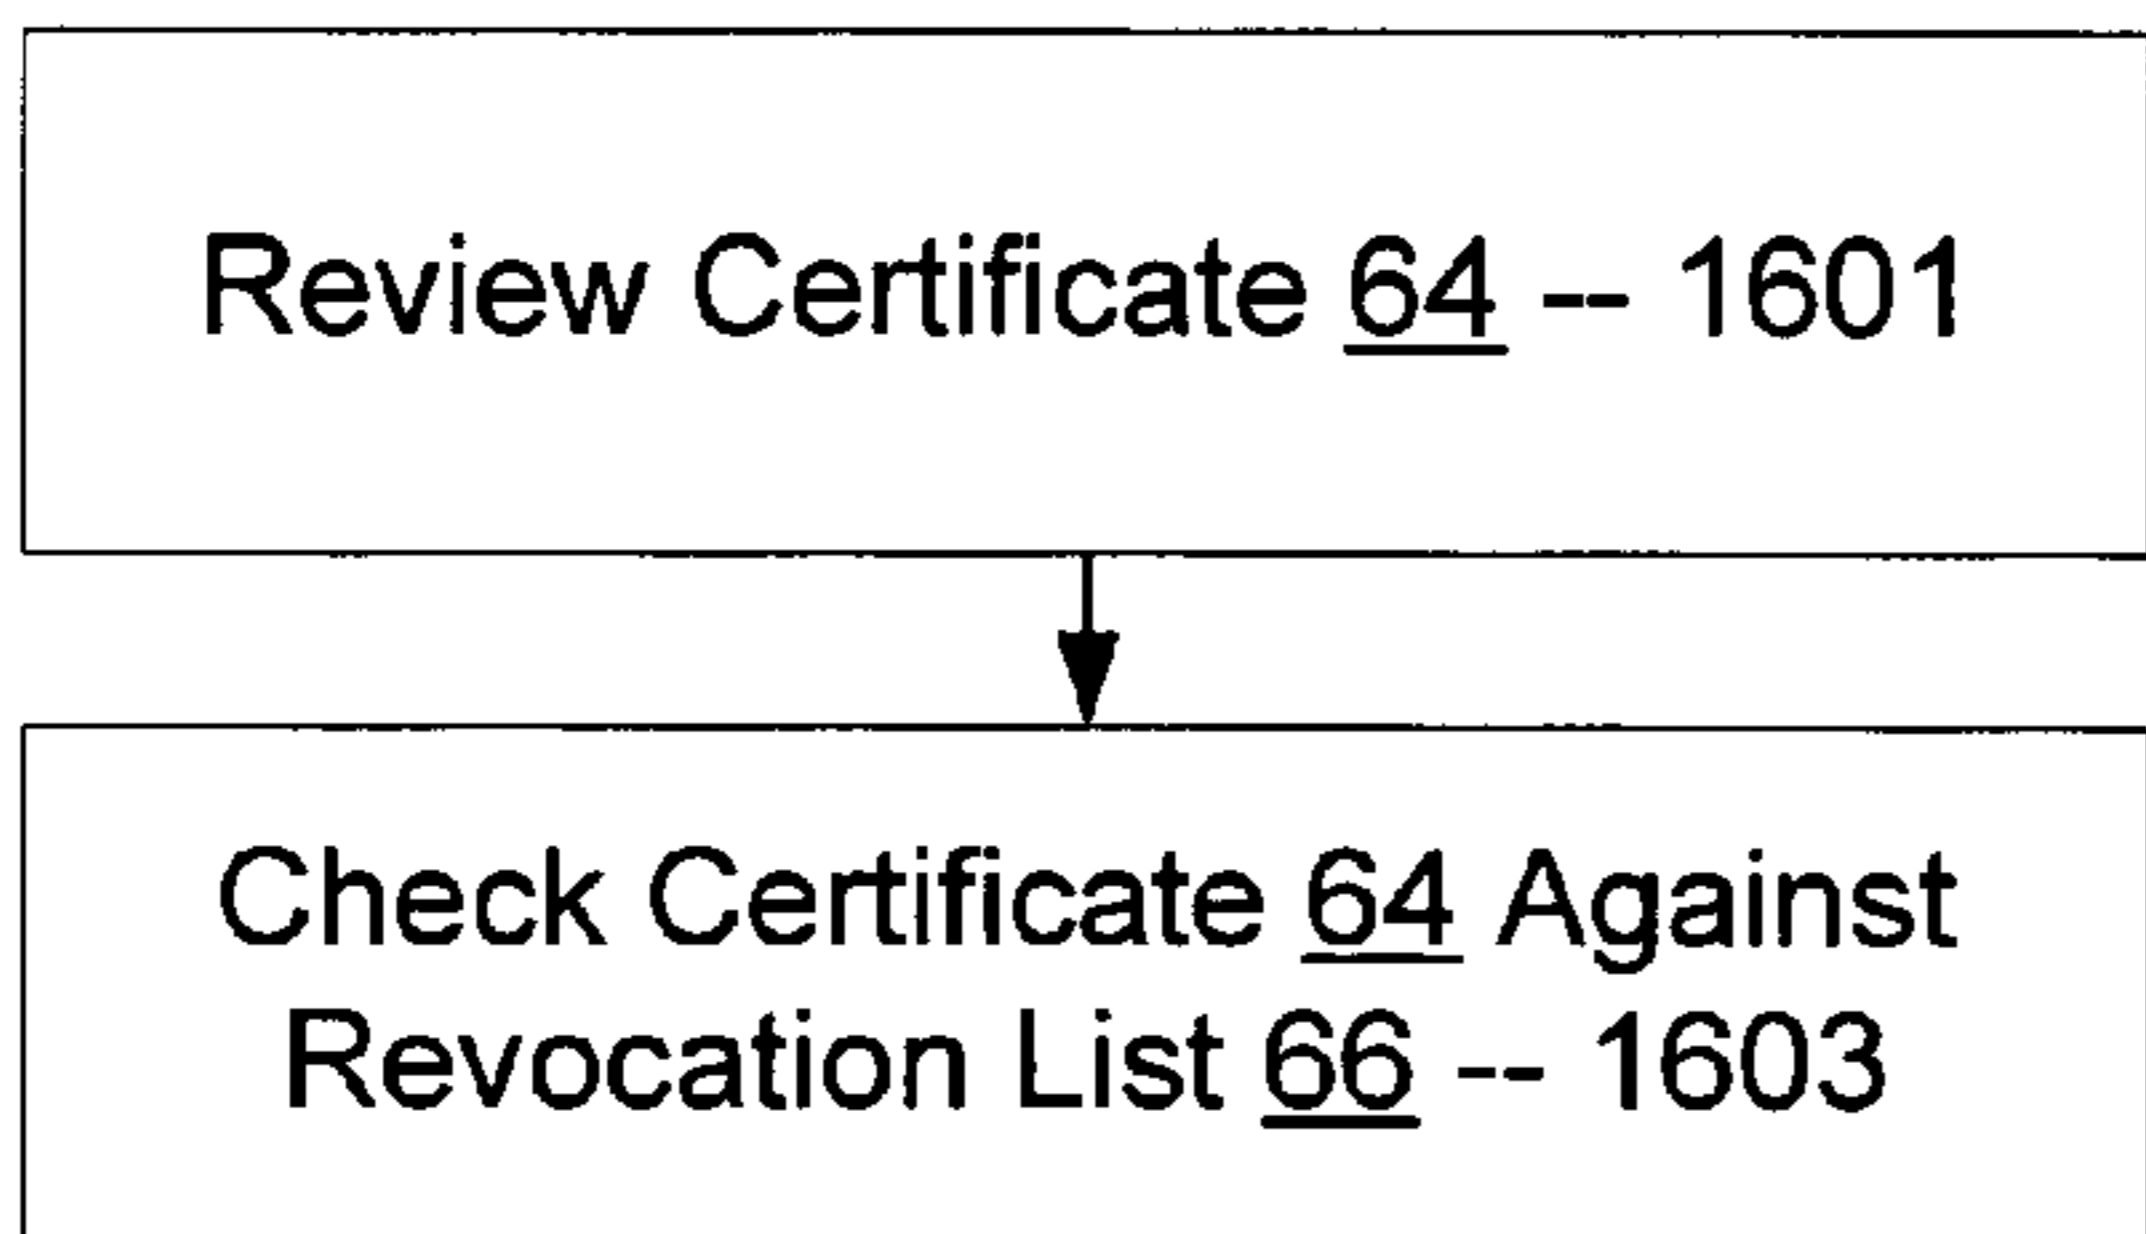 Review Certificate 64 -- 1601
Check Certificate 64 Against
Revocation List 66 -- 1603